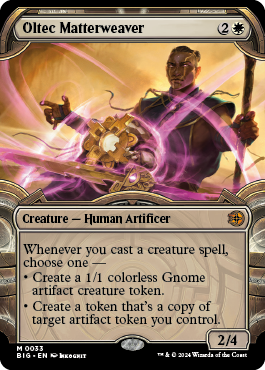 Oltec Matterweaver 2
Creature — Human Artificer
Whenever you cast a creature spell,
choose one —
• Create a 1/1 colorless Gnome
artifact creature token.
• Create a token that's a copy of
target artifact token you control.
2/4
M 0033
BIG • EN Inkognit
™ & © 2024 Wizards of the Coast